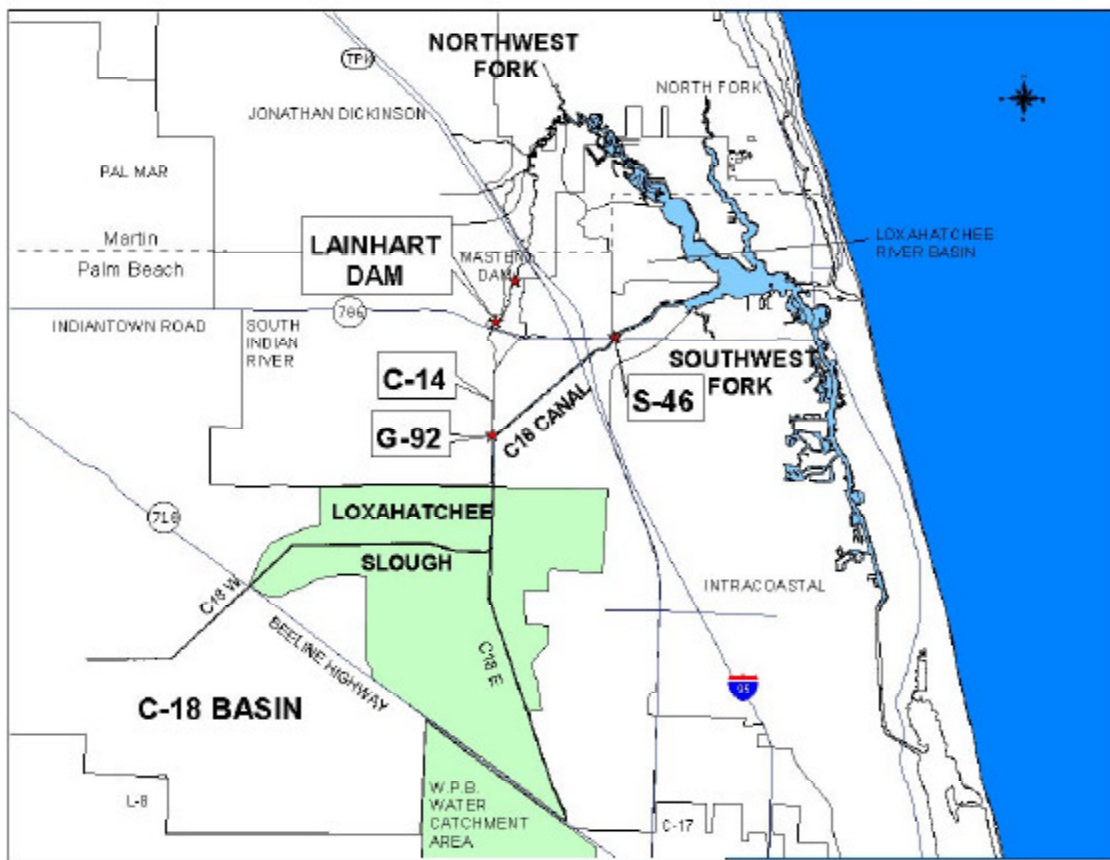 NORTHWEST
FORK
TPK
NORTH FORK
JONATHAN DICKINSON
PAL MAR
LOXAHATCHEE
RIVER BASIN
Martin
Palm Beach
LAINHART
DAM
MASTEN
DAM
706
INDIANTOWN ROAD
SOUTH
INDIAN
RIVER
SOUTHWEST
FORK
C-14
S-46
G-92
C18 CANAL
LOXAHATCHEE
SLOUGH
710
C18 W
C18 E
INTRACOASTAL
BEELINE HIGHWAY
95
C-18 BASIN
L-8
W.P.B.
WATER
CATCHMENT
AREA
C-17